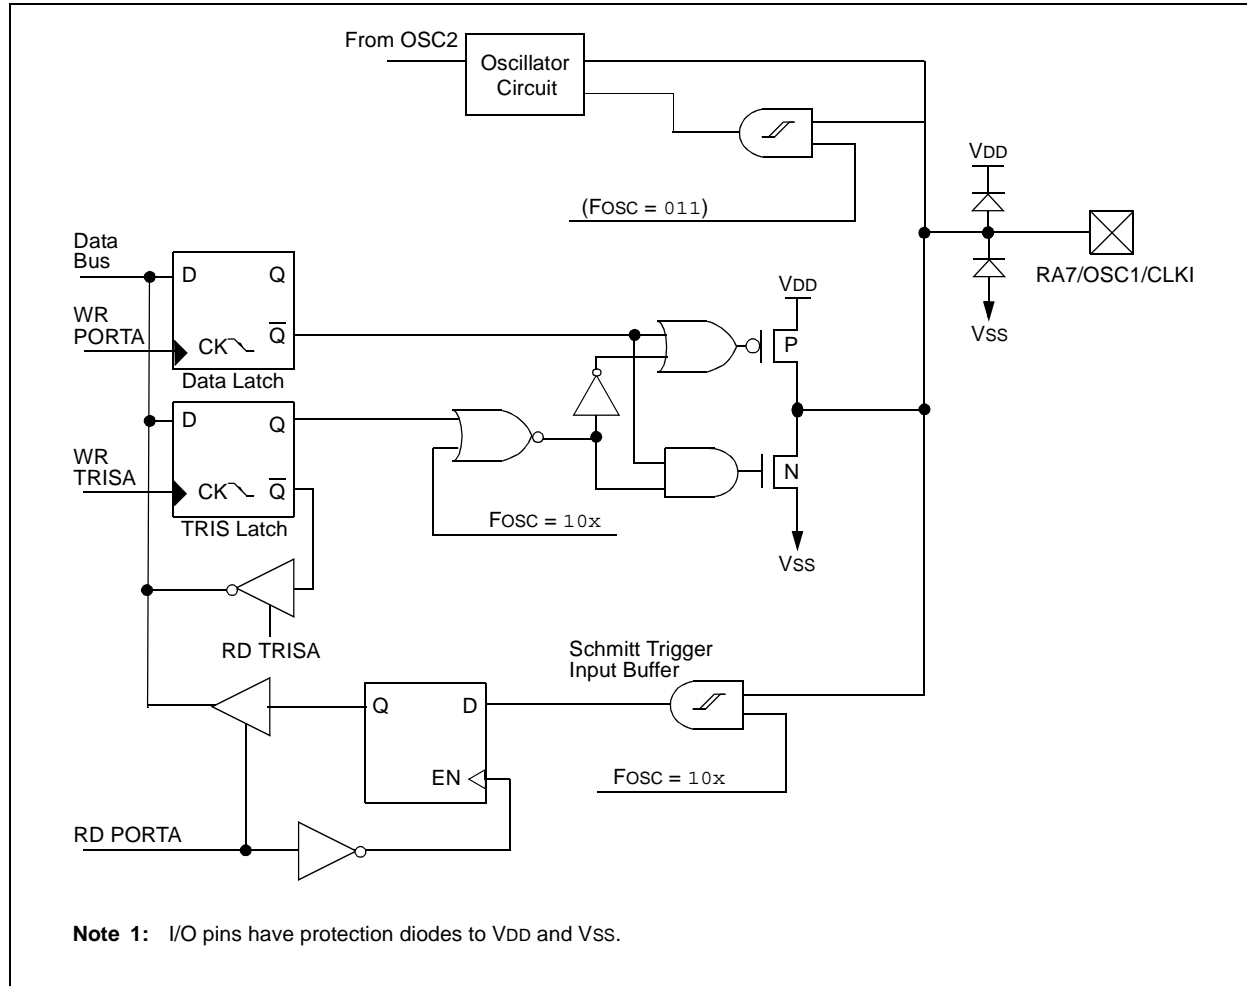 From OSC2
Oscillator
Circuit
(FOSC = 011)
VDD
RA7/OSC1/CLKI
VSS
Data
Bus
D
Q
WR
PORTA
CK
Q
Data Latch
VDD
P
D
Q
WR
TRISA
CK
Q
TRIS Latch
FOSC = 10x
N
VSS
RD TRISA
Schmitt Trigger
Input Buffer
Q
D
EN
FOSC = 10x
RD PORTA
Note 1: I/O pins have protection diodes to VDD and VSS.